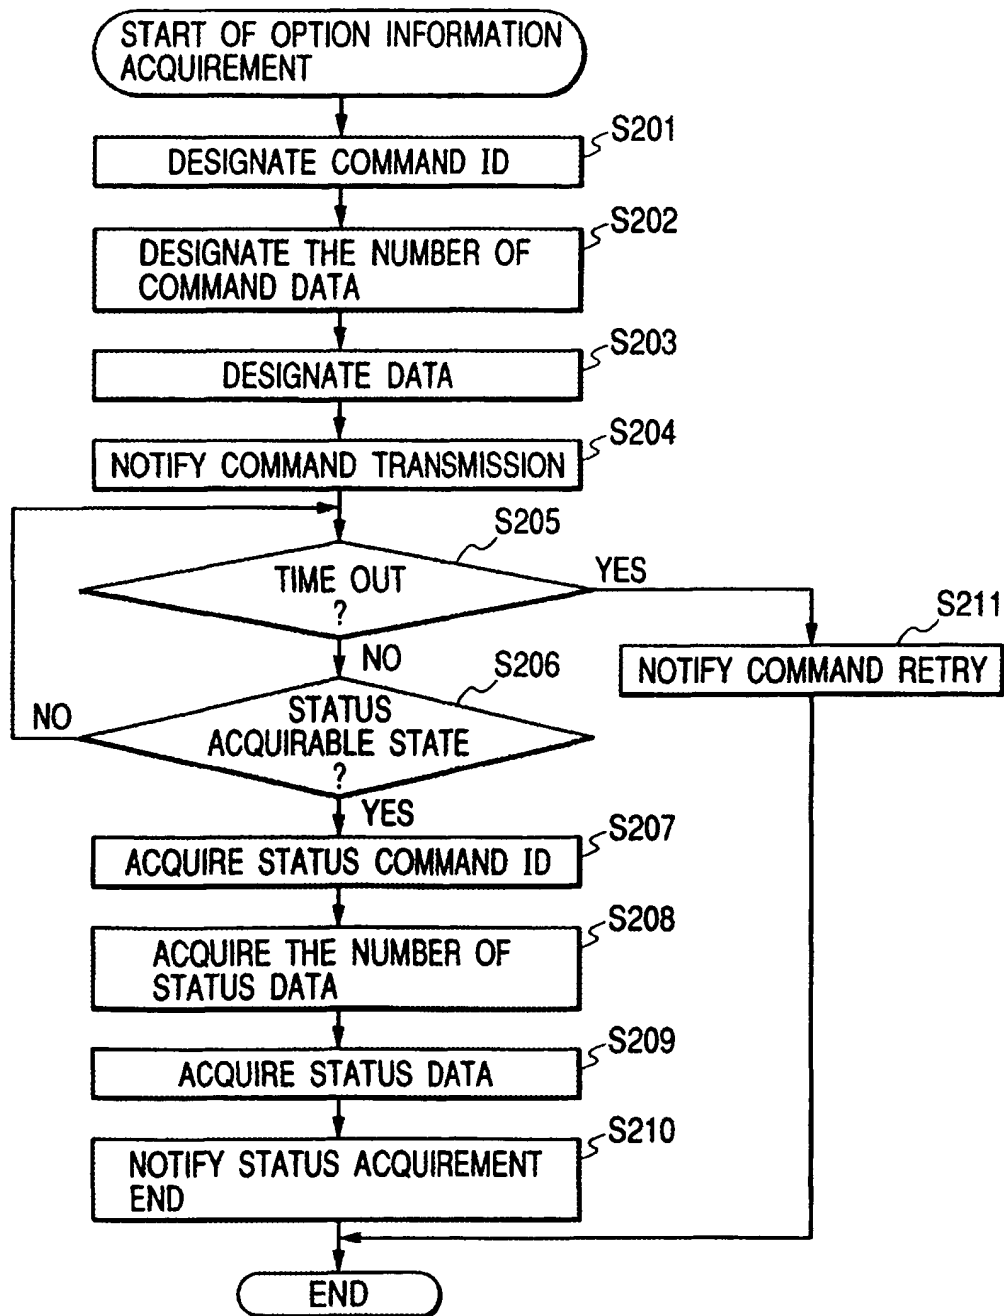 START OF OPTION INFORMATION
ACQUIREMENT
S201
DESIGNATE COMMAND ID
S202
DESIGNATE THE NUMBER OF
COMMAND DATA
S203
DESIGNATE DATA
S204
NOTIFY COMMAND TRANSMISSION
S205
TIME OUT
?
YES
S211
NOTIFY COMMAND RETRY
NO
S206
STATUS
ACQUIRABLE STATE
?
NO
YES
S207
ACQUIRE STATUS COMMAND ID
S208
ACQUIRE THE NUMBER OF
STATUS DATA
S209
ACQUIRE STATUS DATA
S210
NOTIFY STATUS ACQUIREMENT
END
END